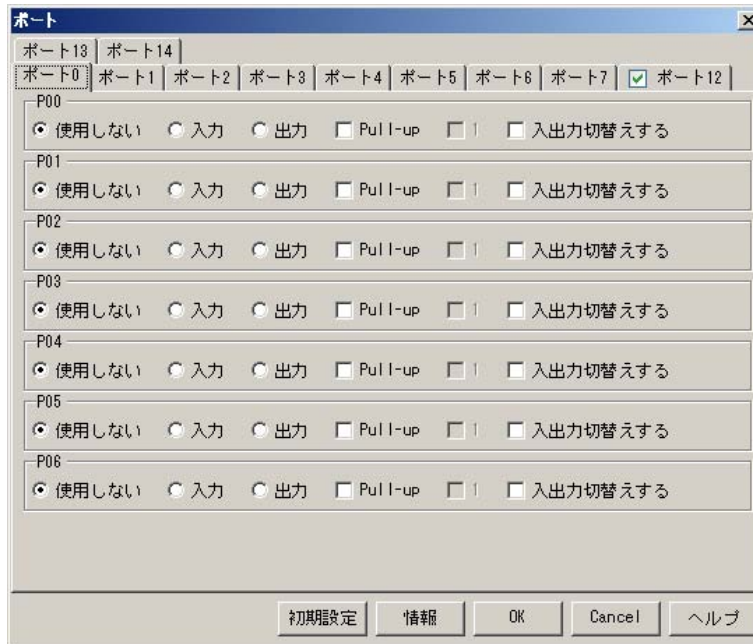 ポート
ポート13 ポート14
ポート0 ポート1 ポート2 ポート3 ポート4 ポート5 ポート6 ポート7 ポート12
P00
使用しない 入力 出力 Pull-up 1 入出力切替えする
P01
使用しない 入力 出力 Pull-up 1 入出力切替えする
P02
使用しない 入力 出力 Pull-up 1 入出力切替えする
P03
使用しない 入力 出力 Pull-up 1 入出力切替えする
P04
使用しない 入力 出力 Pull-up 1 入出力切替えする
P05
使用しない 入力 出力 Pull-up 1 入出力切替えする
P06
使用しない 入力 出力 Pull-up 1 入出力切替えする
初期設定 情報 OK Cancel ヘルプ